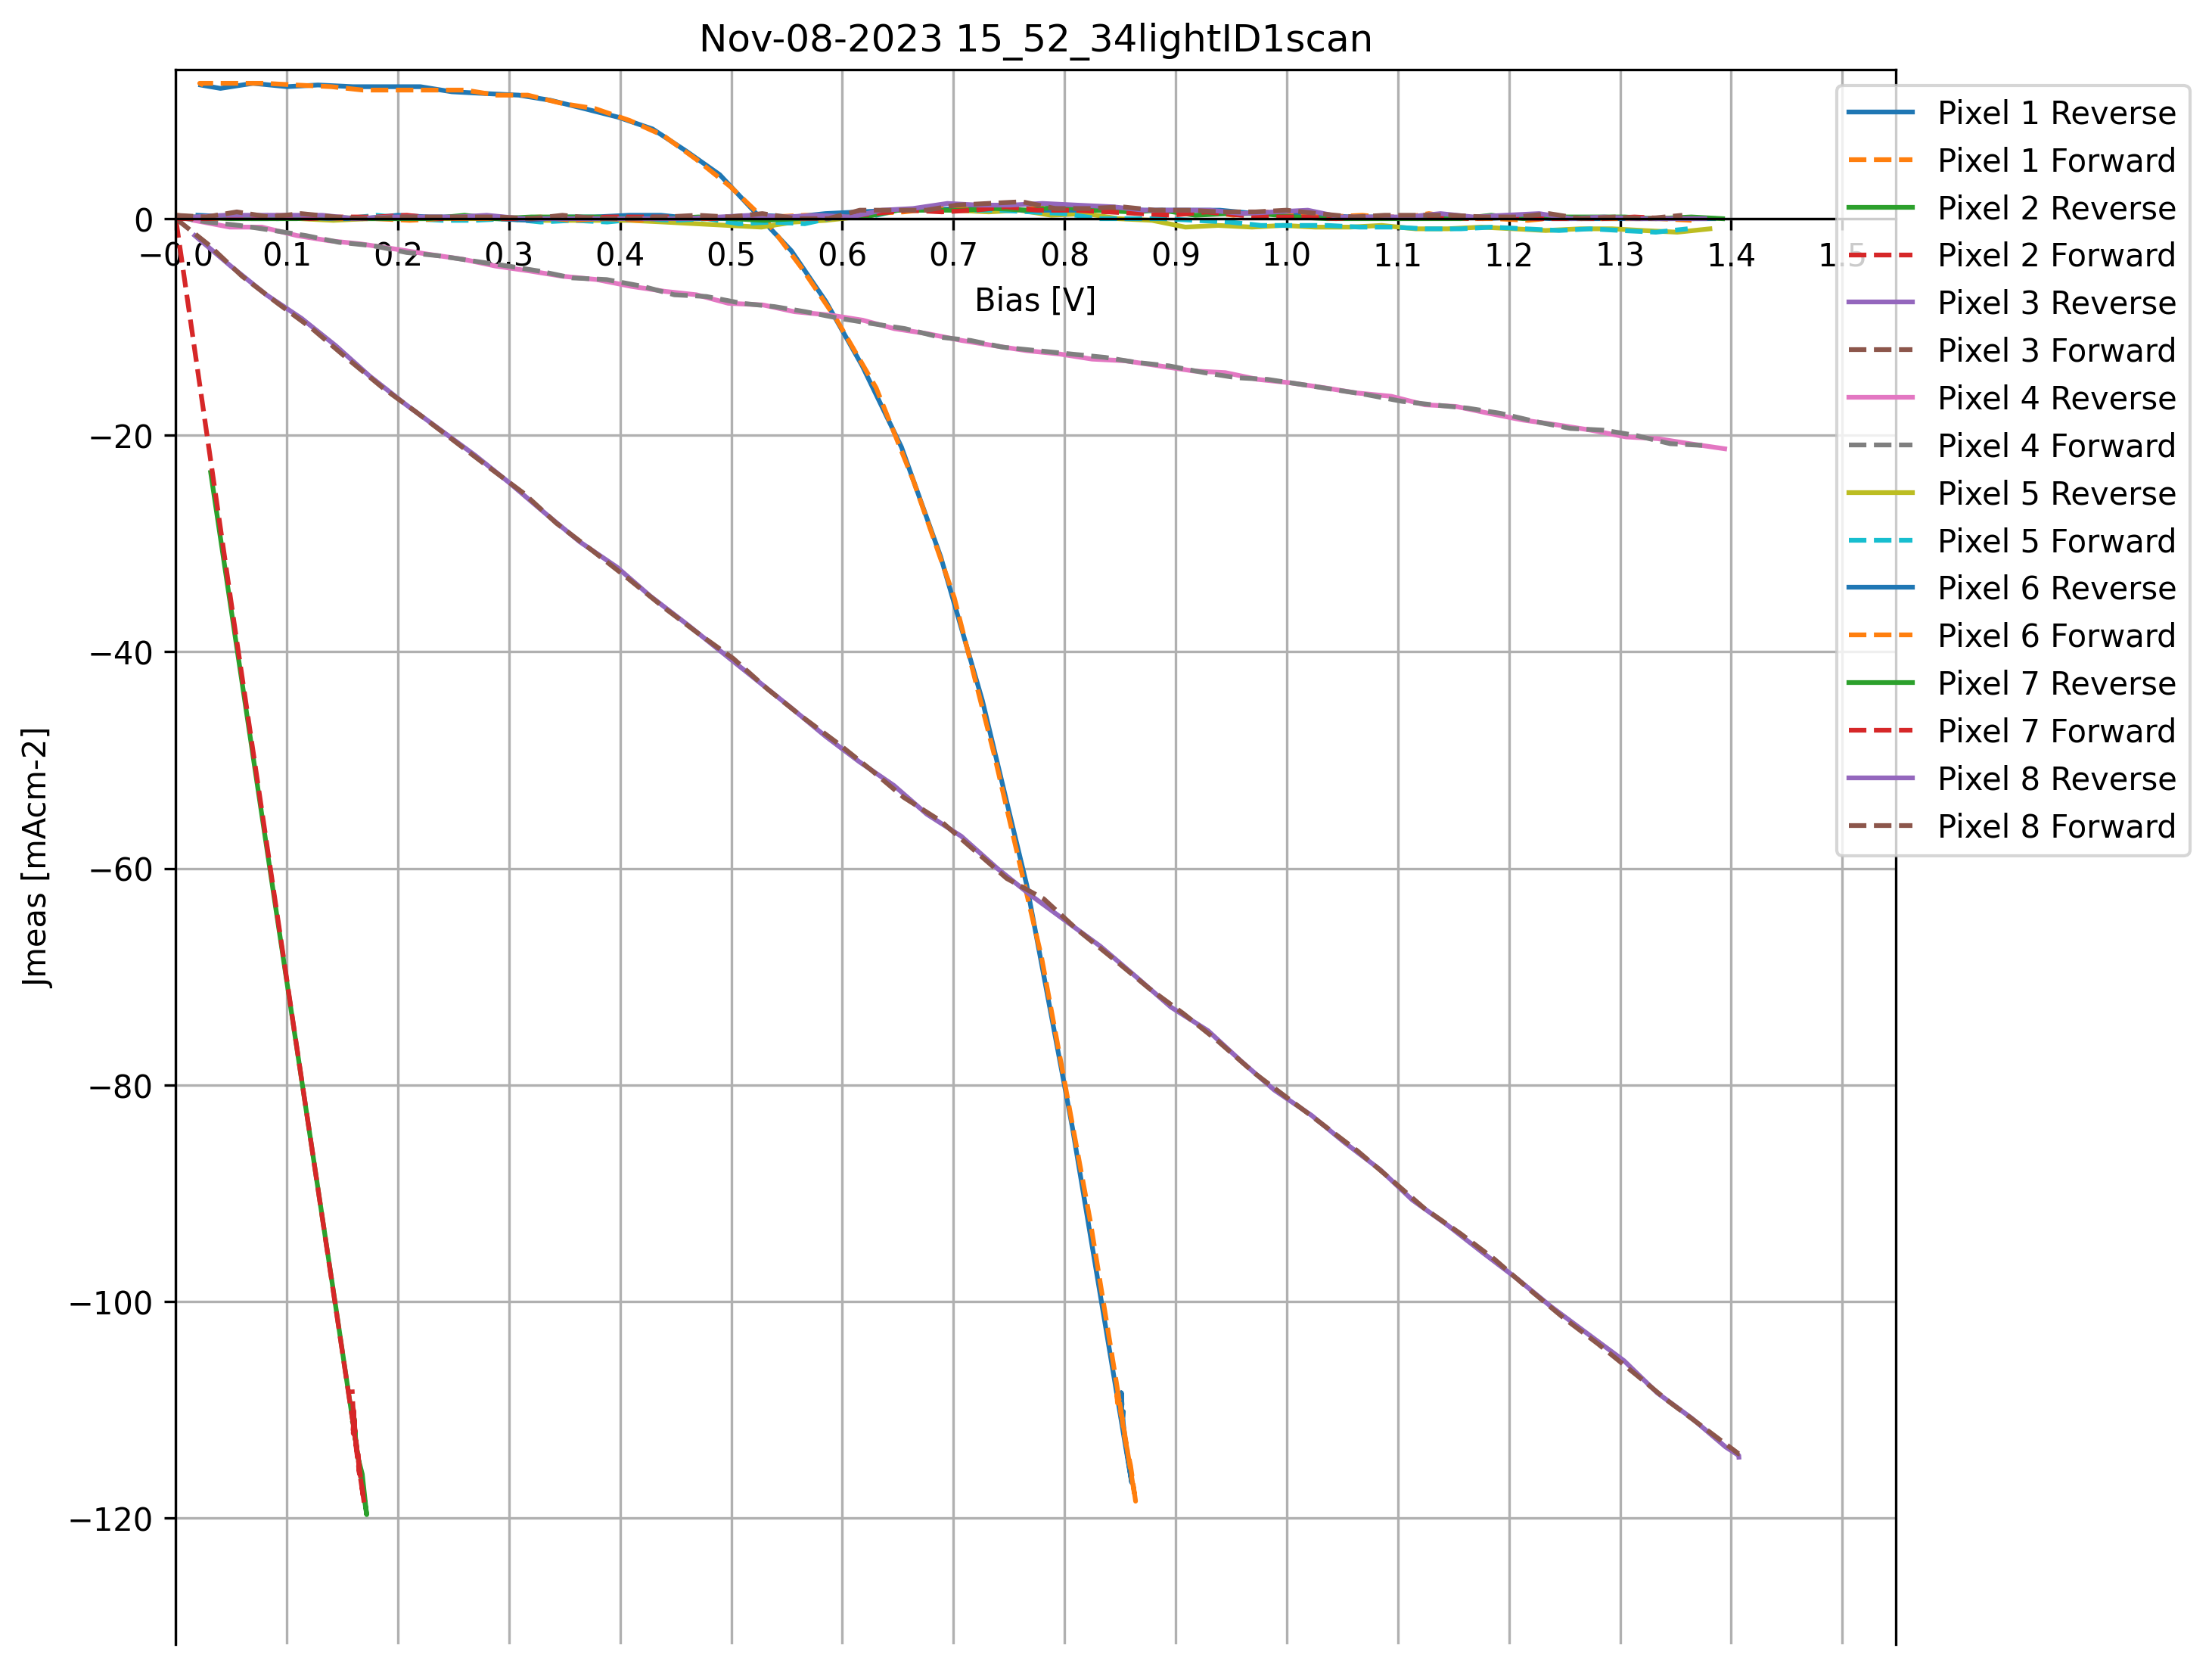 Nov-08-2023 15_52_34lightID1scan
0
−0.0 0.1 0.2 0.3 0.4 0.5 0.6 0.7 0.8 0.9 1.0 1.1 1.2 1.3 1.4 1.5
Bias [V]
−20
−40
−60
−80
−100
−120
Jmeas [mAcm-2]
Pixel 1 Reverse
Pixel 1 Forward
Pixel 2 Reverse
Pixel 2 Forward
Pixel 3 Reverse
Pixel 3 Forward
Pixel 4 Reverse
Pixel 4 Forward
Pixel 5 Reverse
Pixel 5 Forward
Pixel 6 Reverse
Pixel 6 Forward
Pixel 7 Reverse
Pixel 7 Forward
Pixel 8 Reverse
Pixel 8 Forward